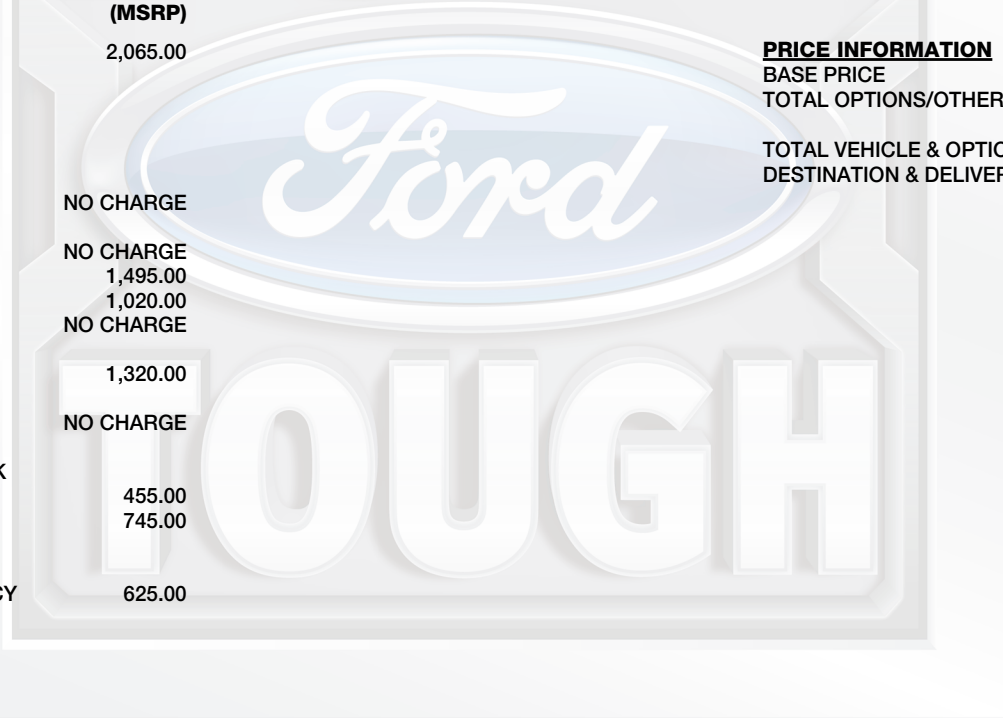 (MSRP)
2,065.00
NO CHARGE
NO CHARGE
1,495.00
1,020.00
NO CHARGE
1,320.00
NO CHARGE
K
455.00
745.00
CY
625.00
PRICE INFORMATION
BASE PRICE
TOTAL OPTIONS/OTHER
TOTAL VEHICLE & OPTIO
DESTINATION & DELIVER
Ford
TOUGH